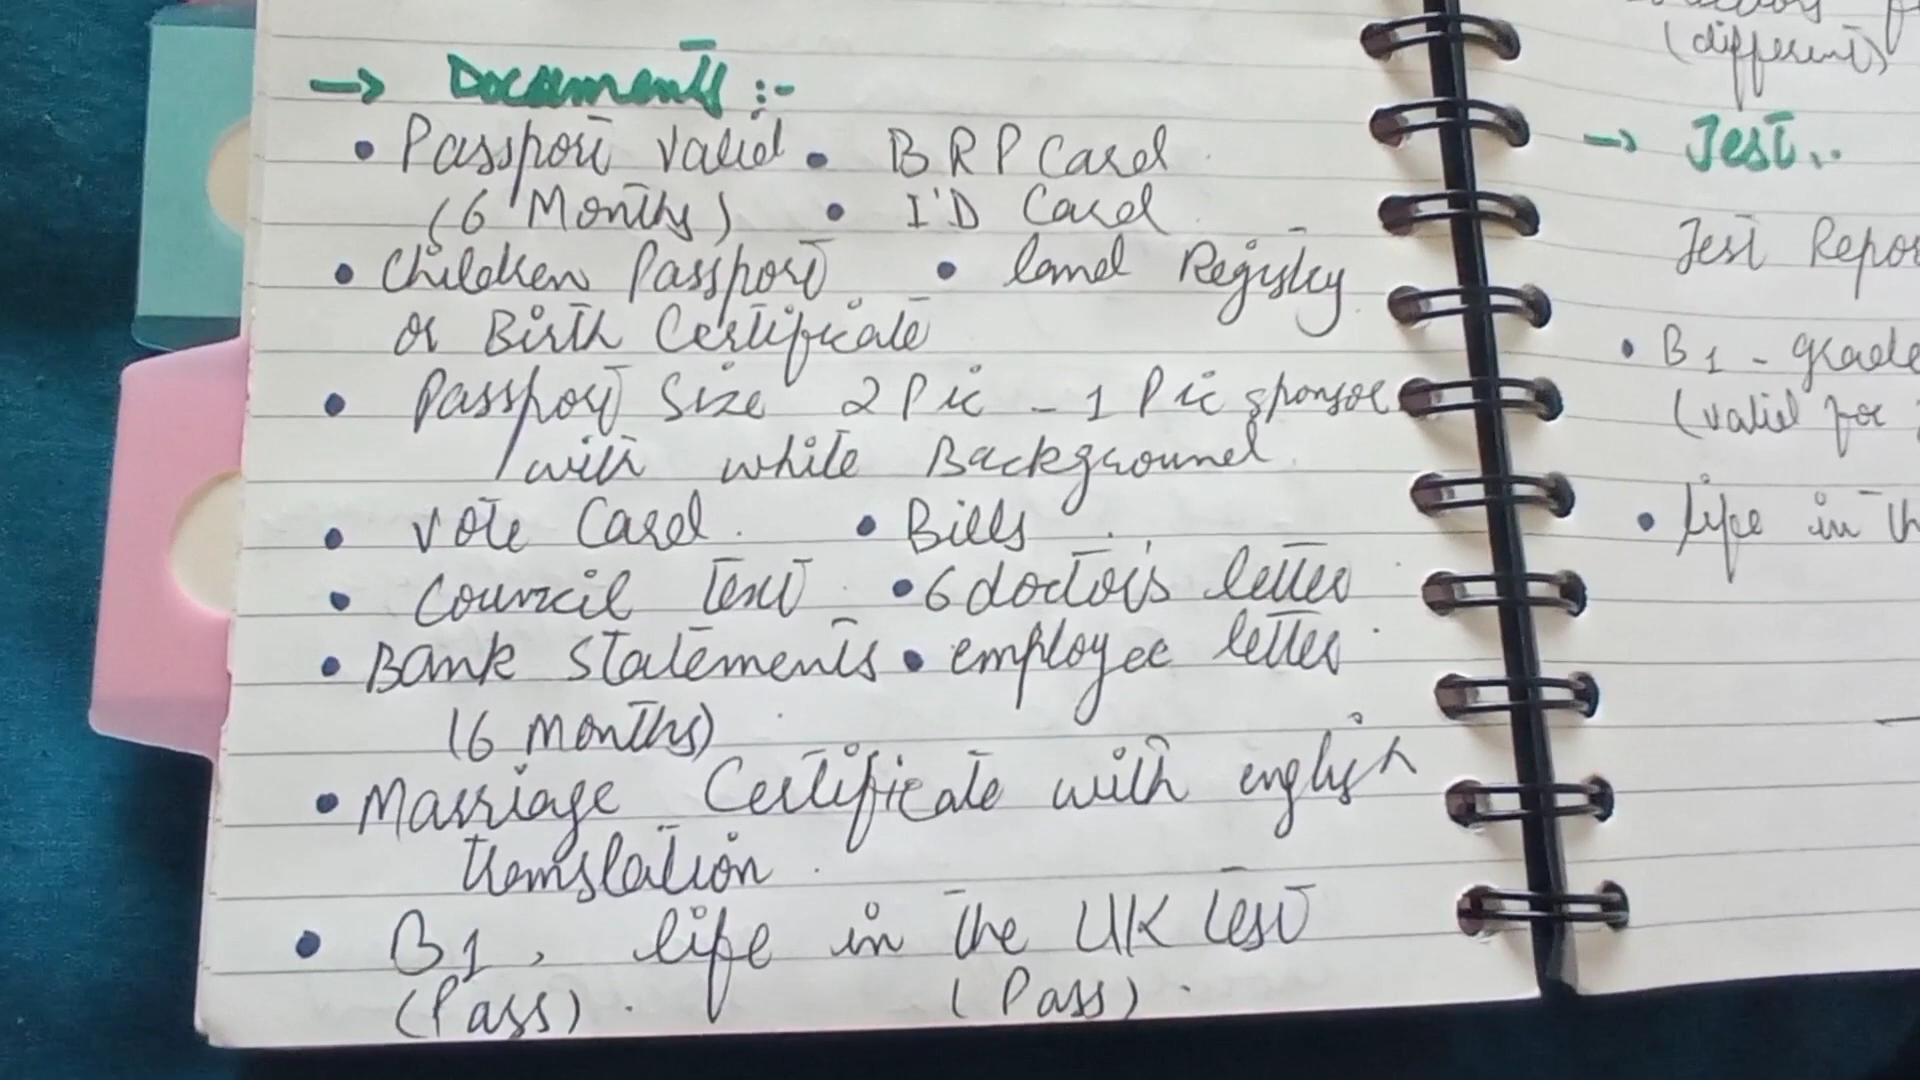 → Documents :-
• Passport valid • BRP Card
(6 Months) • I'D Card
• Children Passport • land Registry
or Birth Certificate
• Passport Size 2 Pic - 1 Pic sponsor
with white Background
• Vote Card. • Bills
• Council text • 6 doctor's letter
• Bank statements • employee letter
(6 months)
• Marriage Certificate with english
translation.
• B1, life in the UK test
(Pass). (Pass).
(different)
→ Test:.
Test Repor
• B1 - grade
(valid for
• life in th